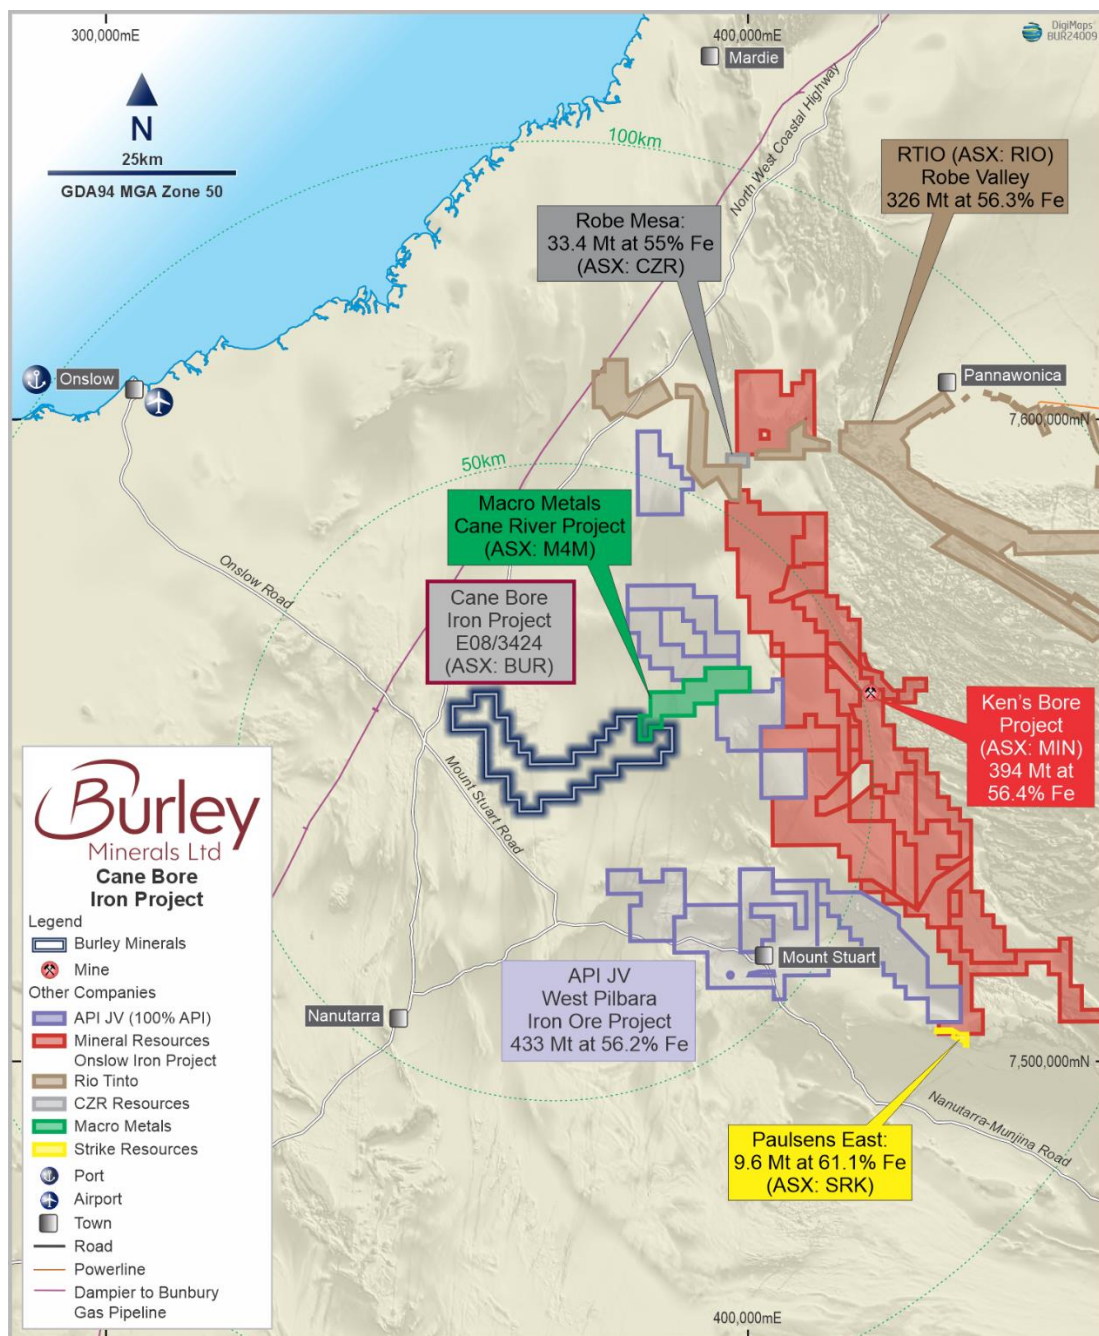 300,000mE
400,000mE
DigiMaps
BUR24009
Mardie
N
25km
GDA94 MGA Zone 50
100km
North West Coastal Highway
RTIO (ASX: RIO)
Robe Valley
326 Mt at 56.3% Fe
Robe Mesa:
33.4 Mt at 55% Fe
(ASX: CZR)
Onslow
Pannawonica
7,600,000mN
50km
Macro Metals
Cane River Project
(ASX: M4M)
Onslow Road
Cane Bore
Iron Project
E08/3424
(ASX: BUR)
Ken's Bore
Project
(ASX: MIN)
394 Mt at
56.4% Fe
Mount Stuart Road
Mount Stuart
API JV
West Pilbara
Iron Ore Project
433 Mt at 56.2% Fe
Nanutarra
7,500,000mN
Nanutarra-Munjina Road
Paulsens East:
9.6 Mt at 61.1% Fe
(ASX: SRK)
400,000mE
Burley
Minerals Ltd
Cane Bore
Iron Project
Legend
Burley Minerals
Mine
Other Companies
API JV (100% API)
Mineral Resources
Onslow Iron Project
Rio Tinto
CZR Resources
Macro Metals
Strike Resources
Port
Airport
Town
Road
Powerline
Dampier to Bunbury
Gas Pipeline